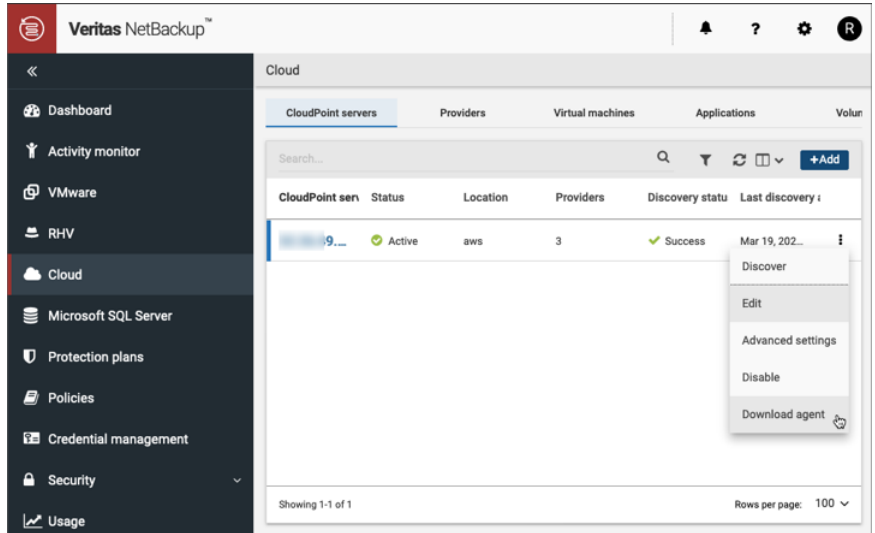 Veritas NetBackup™
R
Cloud
Dashboard
Activity monitor
VMware
RHV
Cloud
Microsoft SQL Server
Protection plans
Policies
Credential management
Security
Usage
CloudPoint servers Providers Virtual machines Applications Volun
Search...
+Add
CloudPoint serv Status Location Providers Discovery statu Last discovery a
9.... Active aws 3 Success Mar 19, 202...
Discover
Edit
Advanced settings
Disable
Download agent
Showing 1-1 of 1 Rows per page: 100